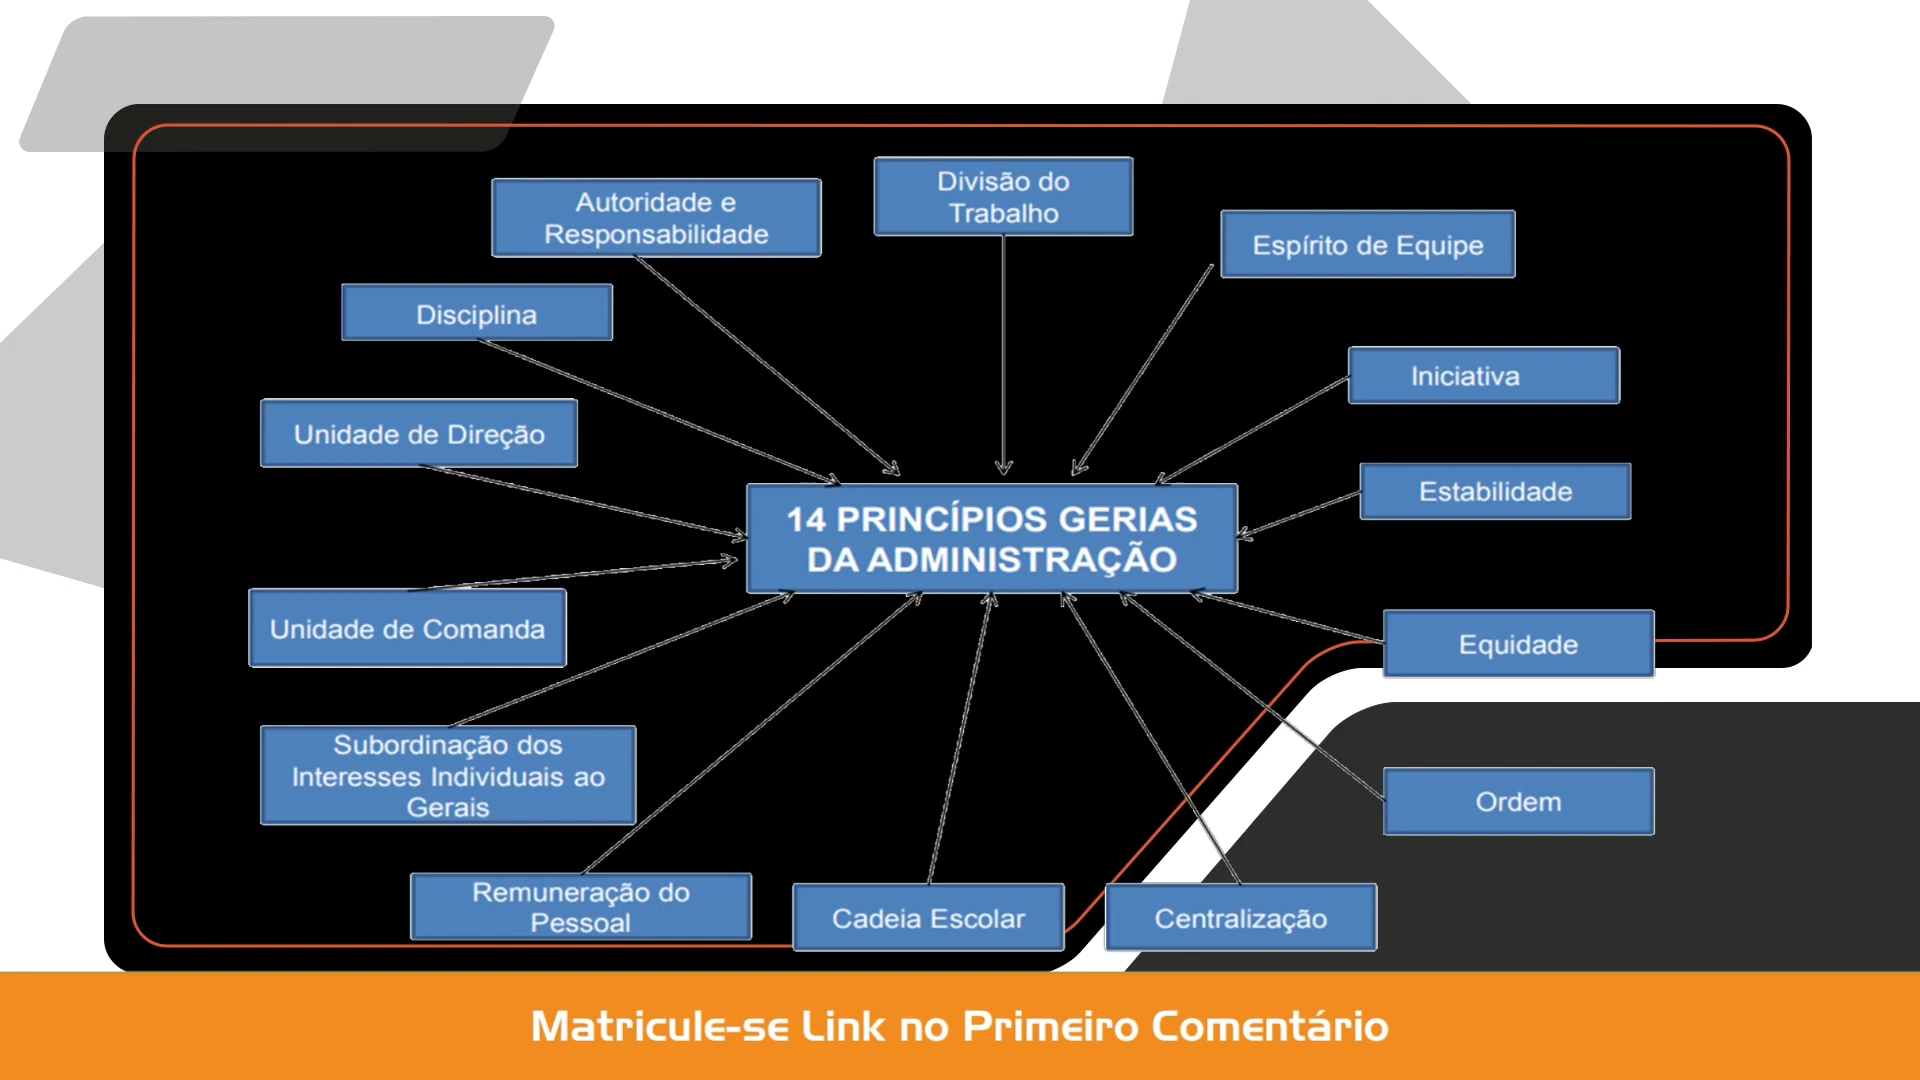 Divisão do
Trabalho
Autoridade e
Responsabilidade
Espírito de Equipe
Disciplina
Iniciativa
Unidade de Direção
Estabilidade
14 PRINCÍPIOS GERIAS
DA ADMINISTRAÇÃO
Unidade de Comanda
Equidade
Subordinação dos
Interesses Individuais ao
Gerais
Ordem
Remuneração do
Pessoal
Cadeia Escolar
Centralização
Matricule-se Link no Primeiro Comentário